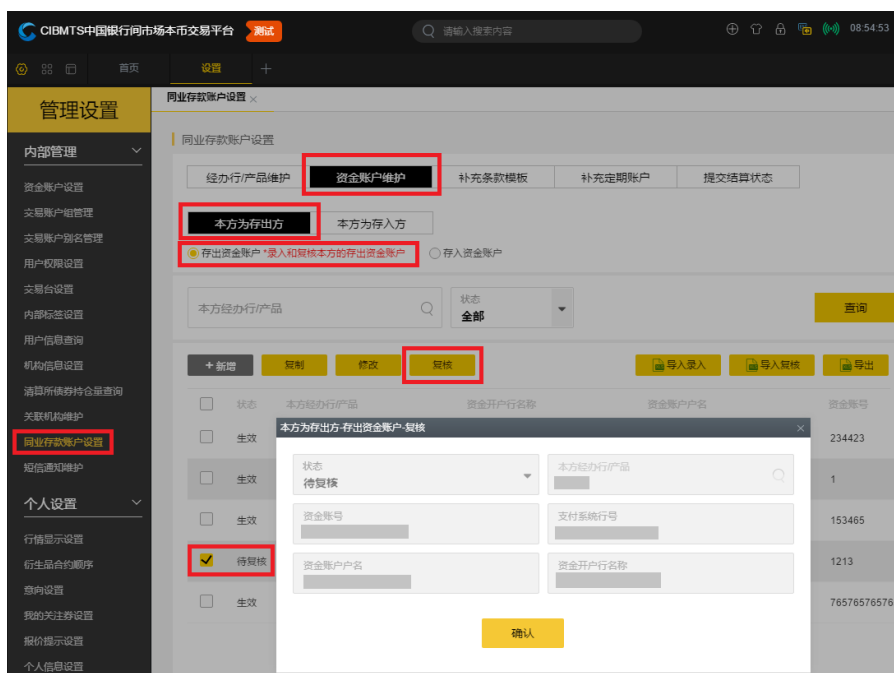 CIBMTS中国银行间市场本币交易平台 测试 请输入搜索内容 08:54:53
首页 设置
管理设置
内部管理
资金账户设置
交易账户组管理
交易账户别名管理
用户权限设置
交易台设置
内部标签设置
用户信息查询
机构信息设置
清算所债券持仓量查询
关联机构维护
同业存款账户设置
短信通知维护
个人设置
行情显示设置
衍生品合约顺序
意向设置
我的关注券设置
报价提示设置
个人信息设置
同业存款账户设置
同业存款账户设置
经办行/产品维护 资金账户维护 补充条款模板 补充定期账户 提交结算状态
本方为存出方 本方为存入方
存出资金账户 *录入和复核本方的存出资金账户 存入资金账户
本方经办行/产品 状态 全部 查询
+新增 复制 修改 复核 导入录入 导入复核 导出
状态 本方经办行/产品 资金开户行名称 资金账户户名 资金账号
生效 234423
生效 1
生效 153465
待复核 1213
生效 76576576576
本方为存出方-存出资金账户-复核
状态 本方经办行/产品
待复核
资金账号 支付系统行号
资金账户户名 资金开户行名称
确认